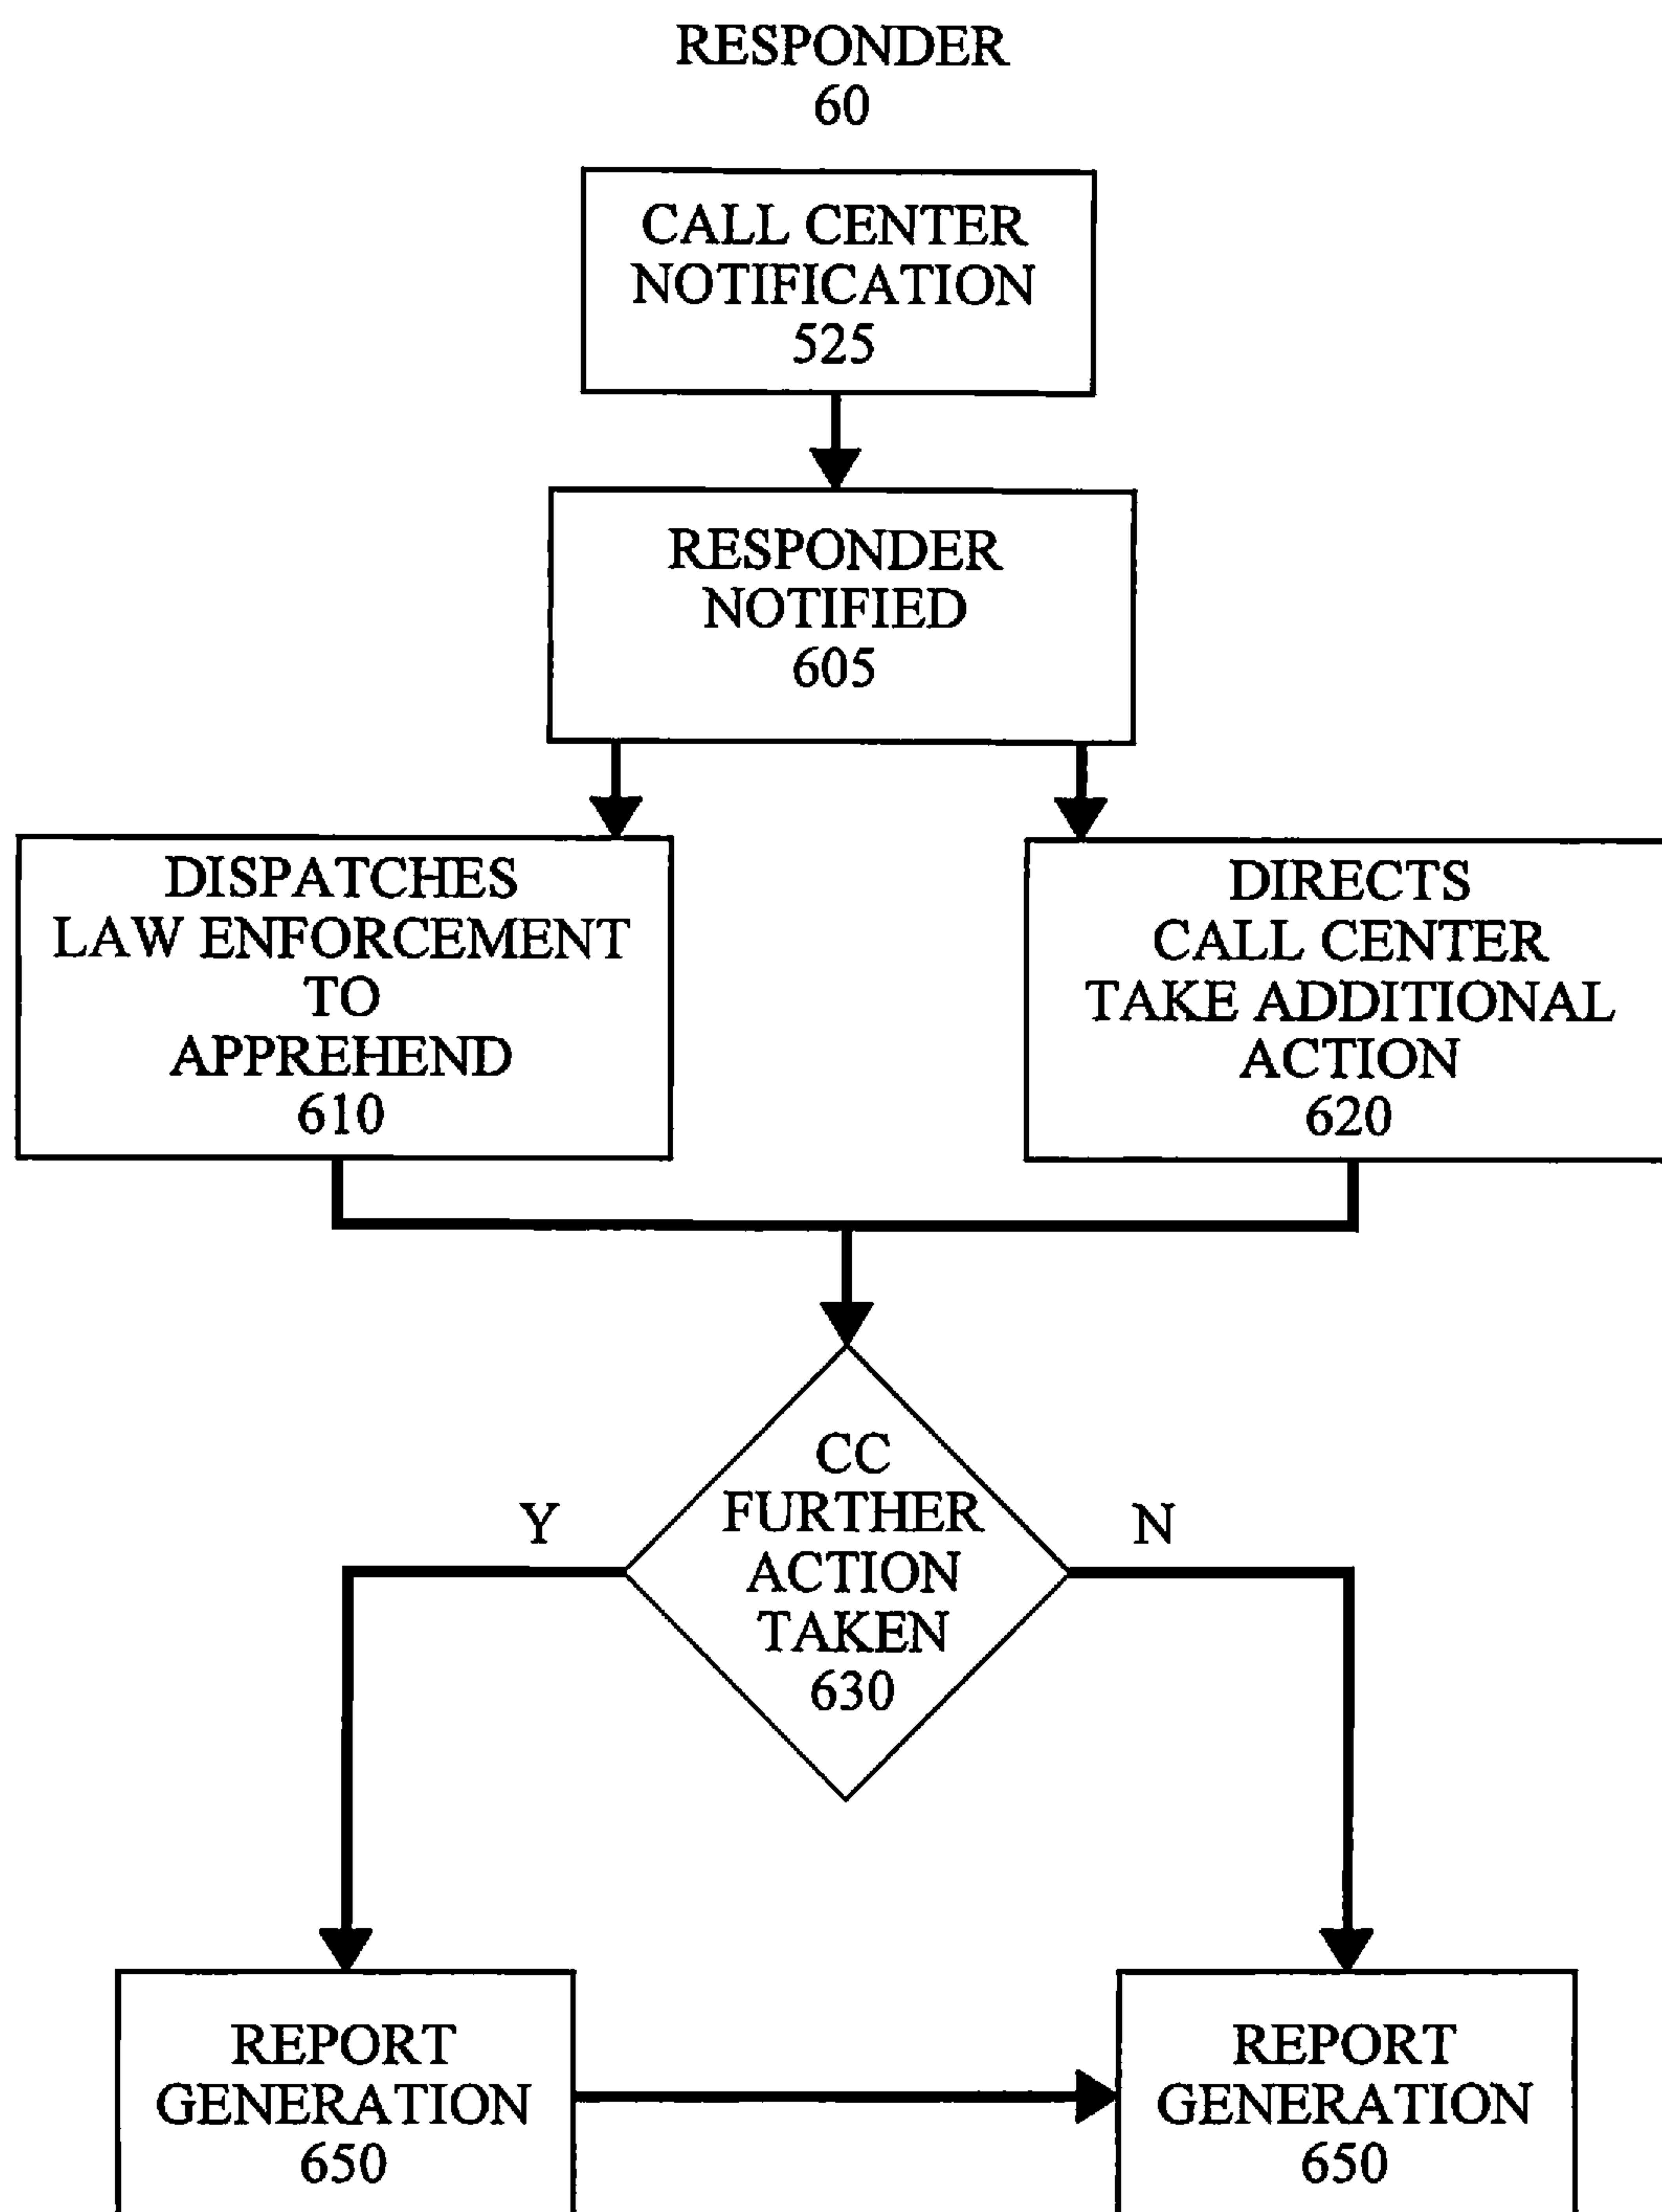 RESPONDER
60
CALL CENTER
NOTIFICATION
525
RESPONDER
NOTIFIED
605
DISPATCHES
LAW ENFORCEMENT
TO
APPREHEND
610
DIRECTS
CALL CENTER
TAKE ADDITIONAL
ACTION
620
CC
FURTHER
ACTION
TAKEN
630
Y
N
REPORT
GENERATION
650
REPORT
GENERATION
650